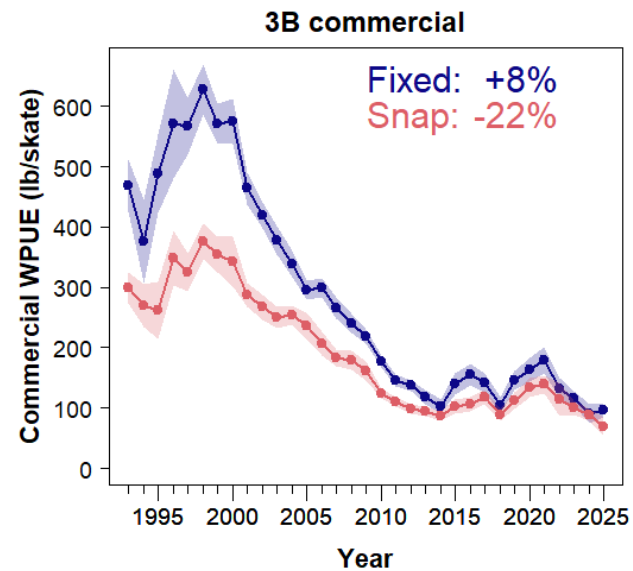 3B commercial
Fixed: +8%
Snap: -22%
Commercial WPUE (lb/skate)
600
500
400
300
200
100
0
1995 2000 2005 2010 2015 2020 2025
Year